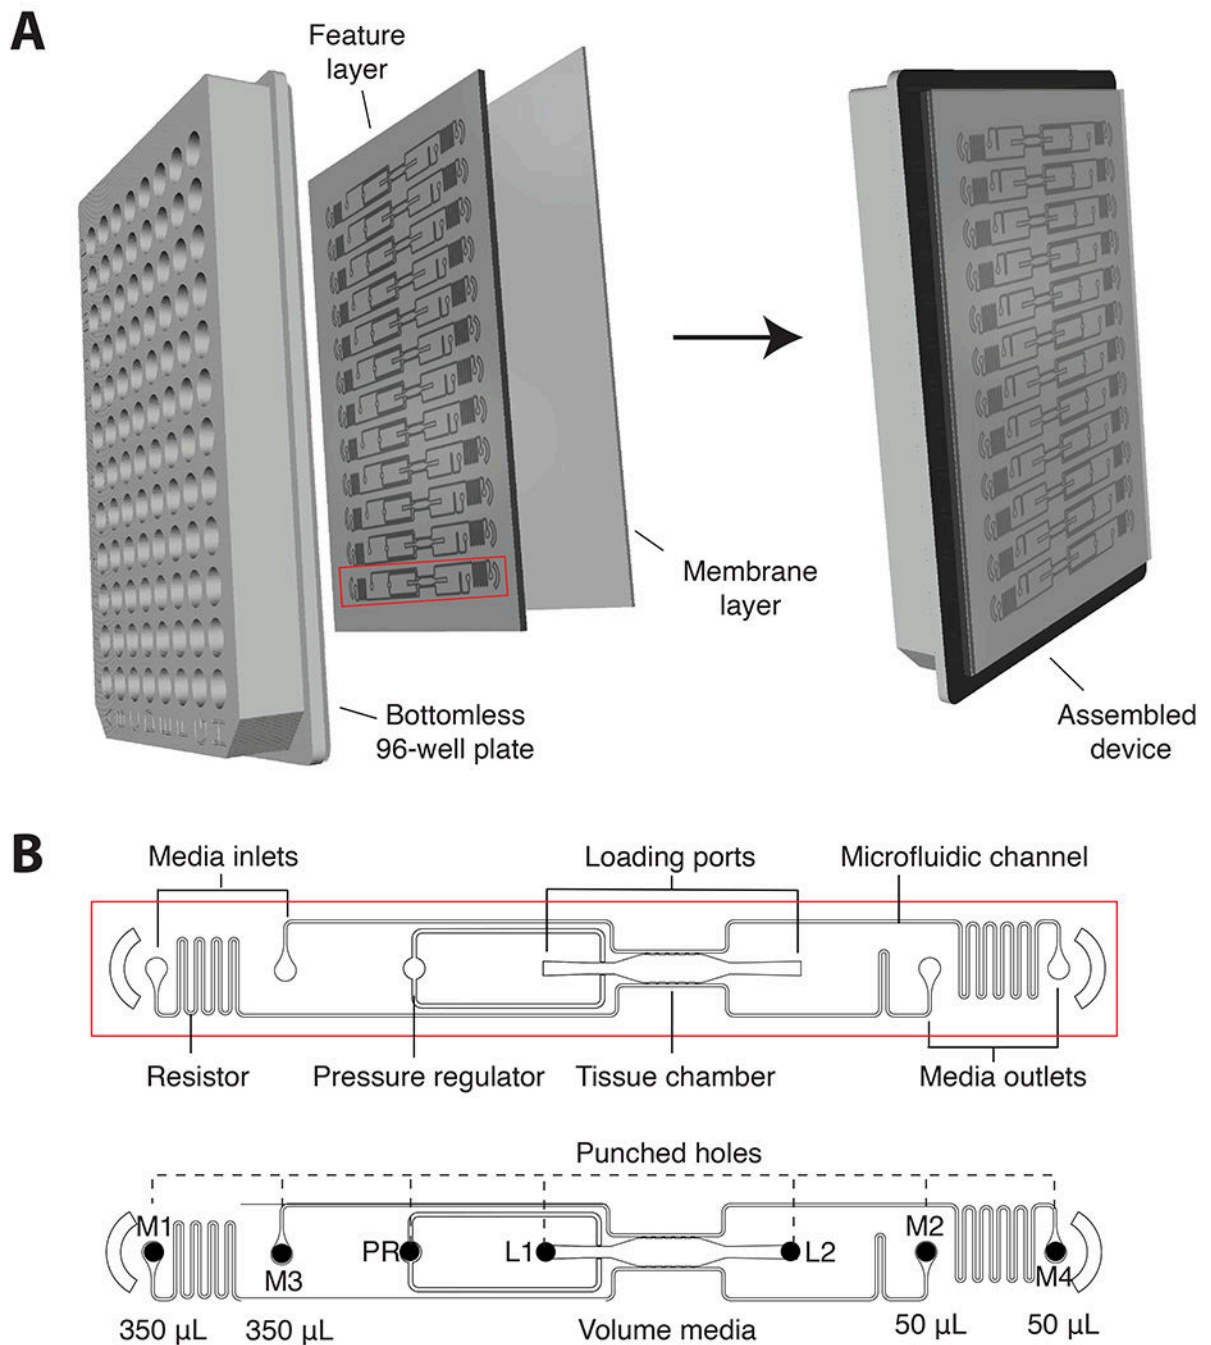 A
Feature
layer
Membrane
layer
Bottomless
96-well plate
Assembled
device
B
Media inlets
Loading ports
Microfluidic channel
Resistor
Pressure regulator
Tissue chamber
Media outlets
Punched holes
M1
M3
PR
L1
L2
M2
M4
350 µL
350 µL
Volume media
50 µL
50 µL